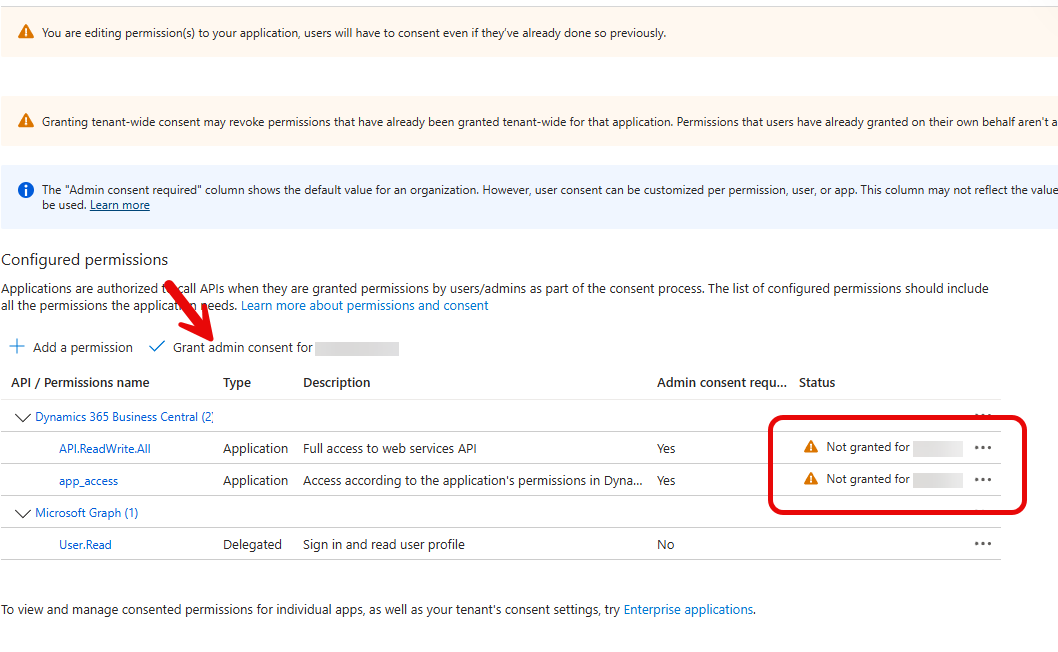 You are editing permission(s) to your application, users will have to consent even if they've already done so previously.
Granting tenant-wide consent may revoke permissions that have already been granted tenant-wide for that application. Permissions that users have already granted on their own behalf aren't a
The "Admin consent required" column shows the default value for an organization. However, user consent can be customized per permission, user, or app. This column may not reflect the value
be used. Learn more
Configured permissions
Applications are authorized to call APIs when they are granted permissions by users/admins as part of the consent process. The list of configured permissions should include
all the permissions the application needs. Learn more about permissions and consent
Add a permission Grant admin consent for
API / Permissions name Type Description Admin consent requ... Status
Dynamics 365 Business Central (2)
API.ReadWrite.All Application Full access to web services API Yes Not granted for
app_access Application Access according to the application's permissions in Dyna... Yes Not granted for
Microsoft Graph (1)
User.Read Delegated Sign in and read user profile No
To view and manage consented permissions for individual apps, as well as your tenant's consent settings, try Enterprise applications.